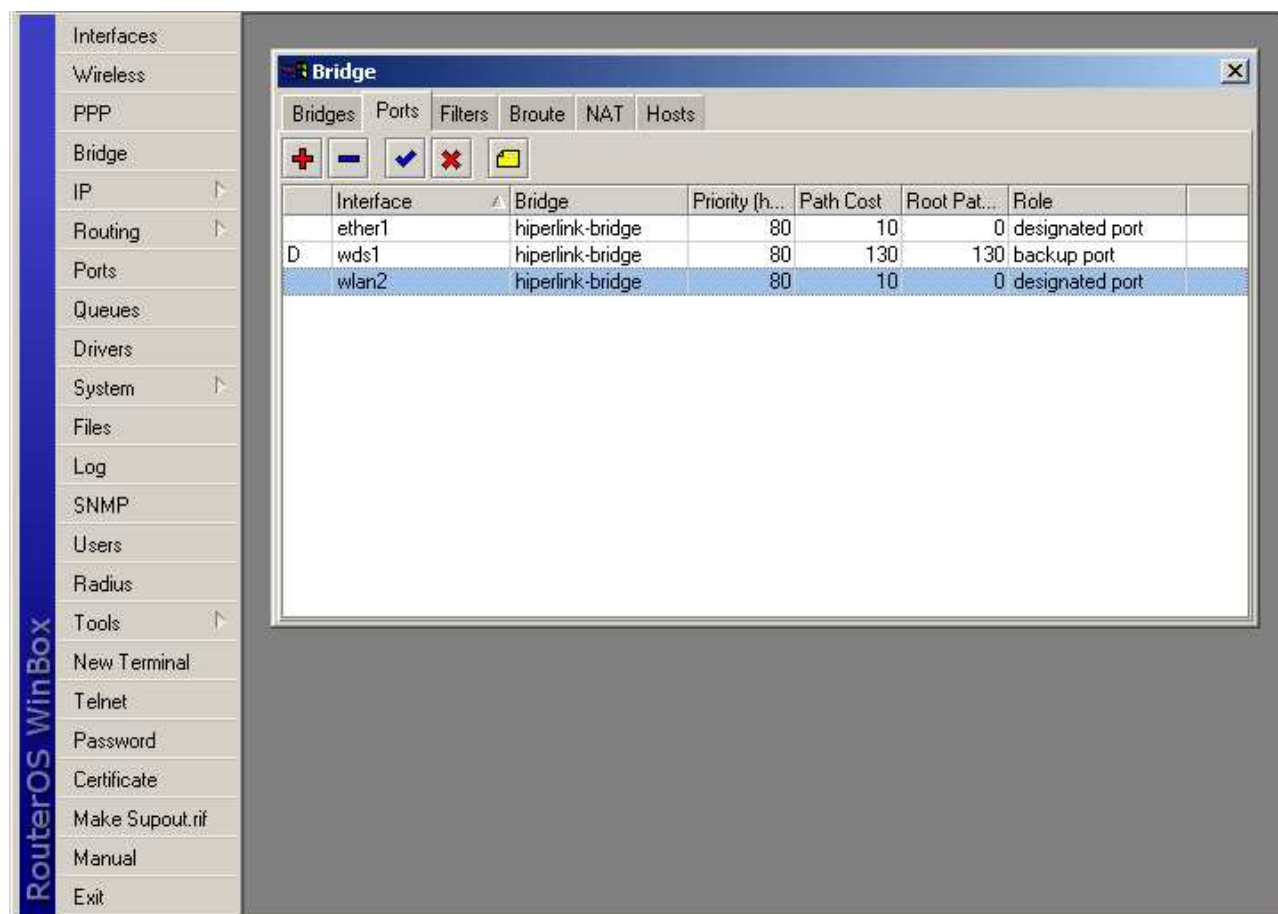 Interfaces
Wireless
PPP
Bridge
IP
Routing
Ports
Queues
Drivers
System
Files
Log
SNMP
Users
Radius
Tools
New Terminal
Telnet
Password
Certificate
Make Supout.rif
Manual
Exit
RouterOS WinBox
Bridge
Bridges Ports Filters Broute NAT Hosts
Interface Bridge Priority (h... Path Cost Root Pat... Role
ether1 hiperlink-bridge 80 10 0 designated port
D wds1 hiperlink-bridge 80 130 130 backup port
wlan2 hiperlink-bridge 80 10 0 designated port